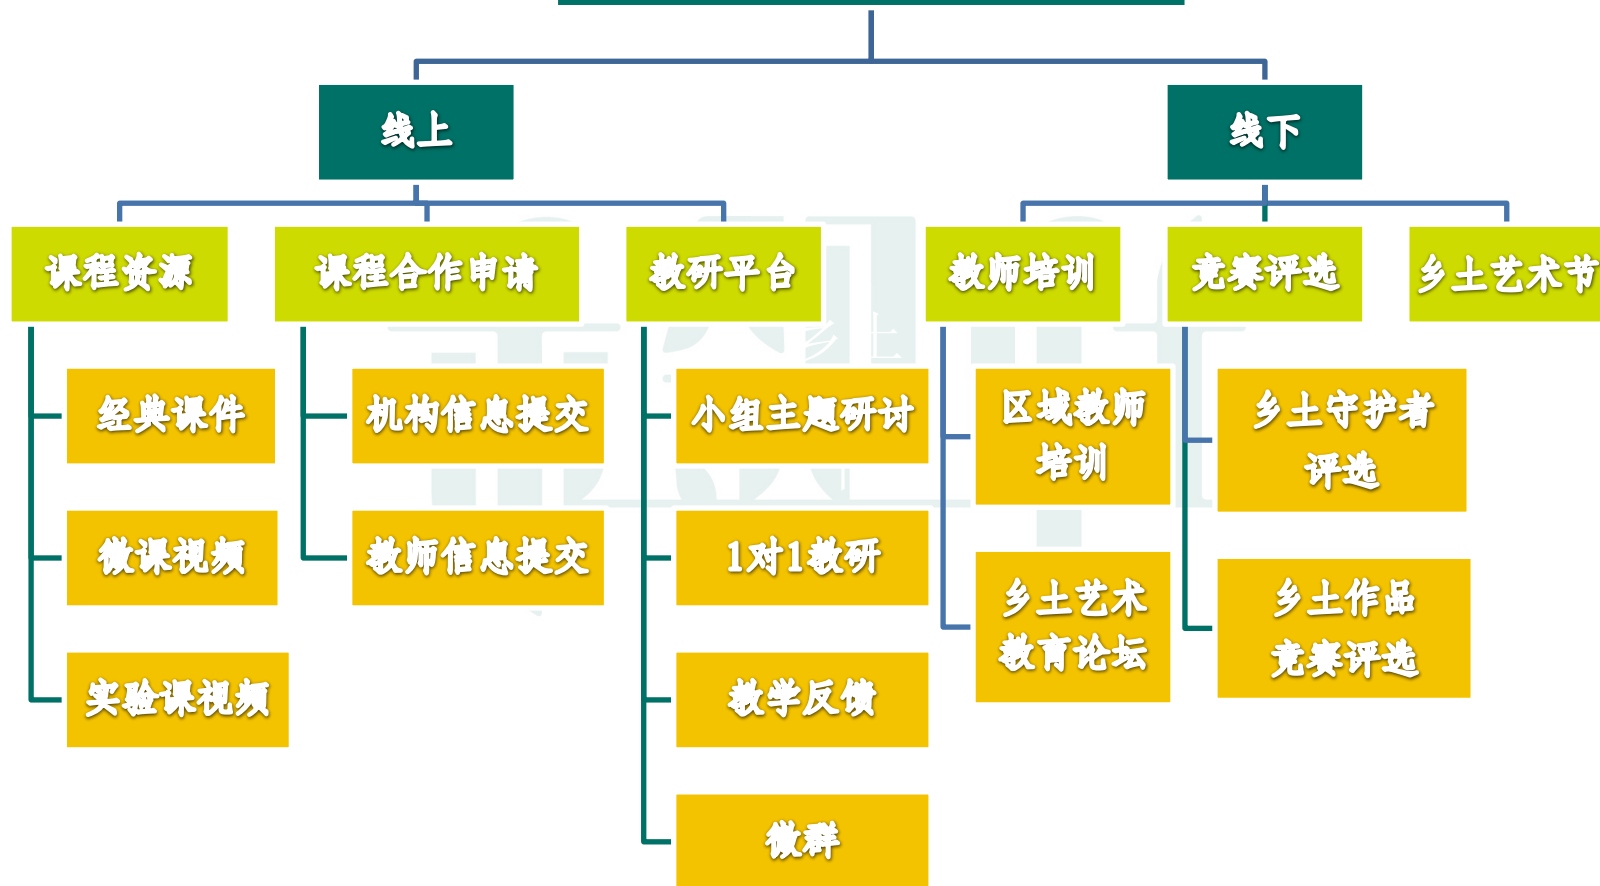 线上
线下
课程资源
课程合作申请
教研平台
教师培训
竞赛评选
乡土艺术节
经典课件
机构信息提交
小组主题研讨
区域教师
培训
乡土守护者
评选
微课视频
教师信息提交
1对1教研
乡土艺术
教育论坛
乡土作品
竞赛评选
实验课视频
教学反馈
微群
乡土